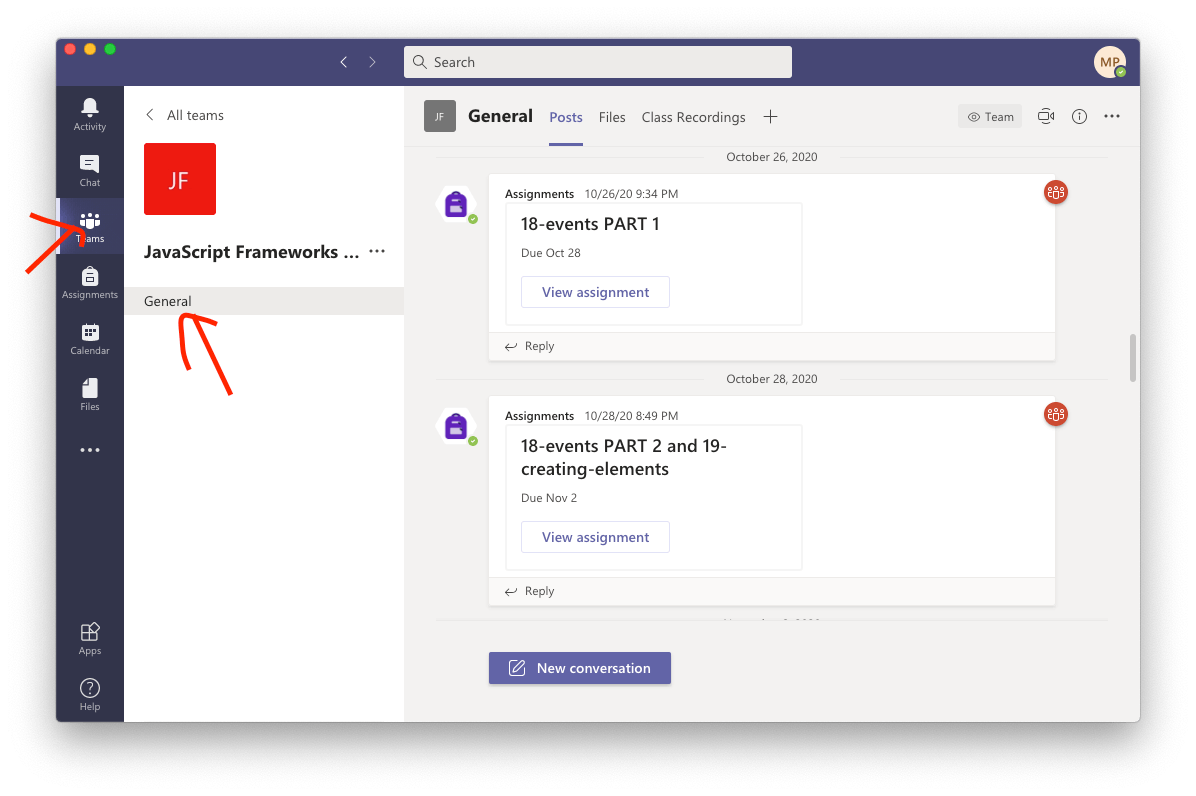 Search
MP
Activity
Chat
Teams
Assignments
Calendar
Files
Apps
Help
All teams
JF
JavaScript Frameworks ...
General
JF
General
Posts
Files
Class Recordings
Team
October 26, 2020
Assignments 10/26/20 9:34 PM
18-events PART 1
Due Oct 28
View assignment
Reply
October 28, 2020
Assignments 10/28/20 8:49 PM
18-events PART 2 and 19-
creating-elements
Due Nov 2
View assignment
Reply
New conversation